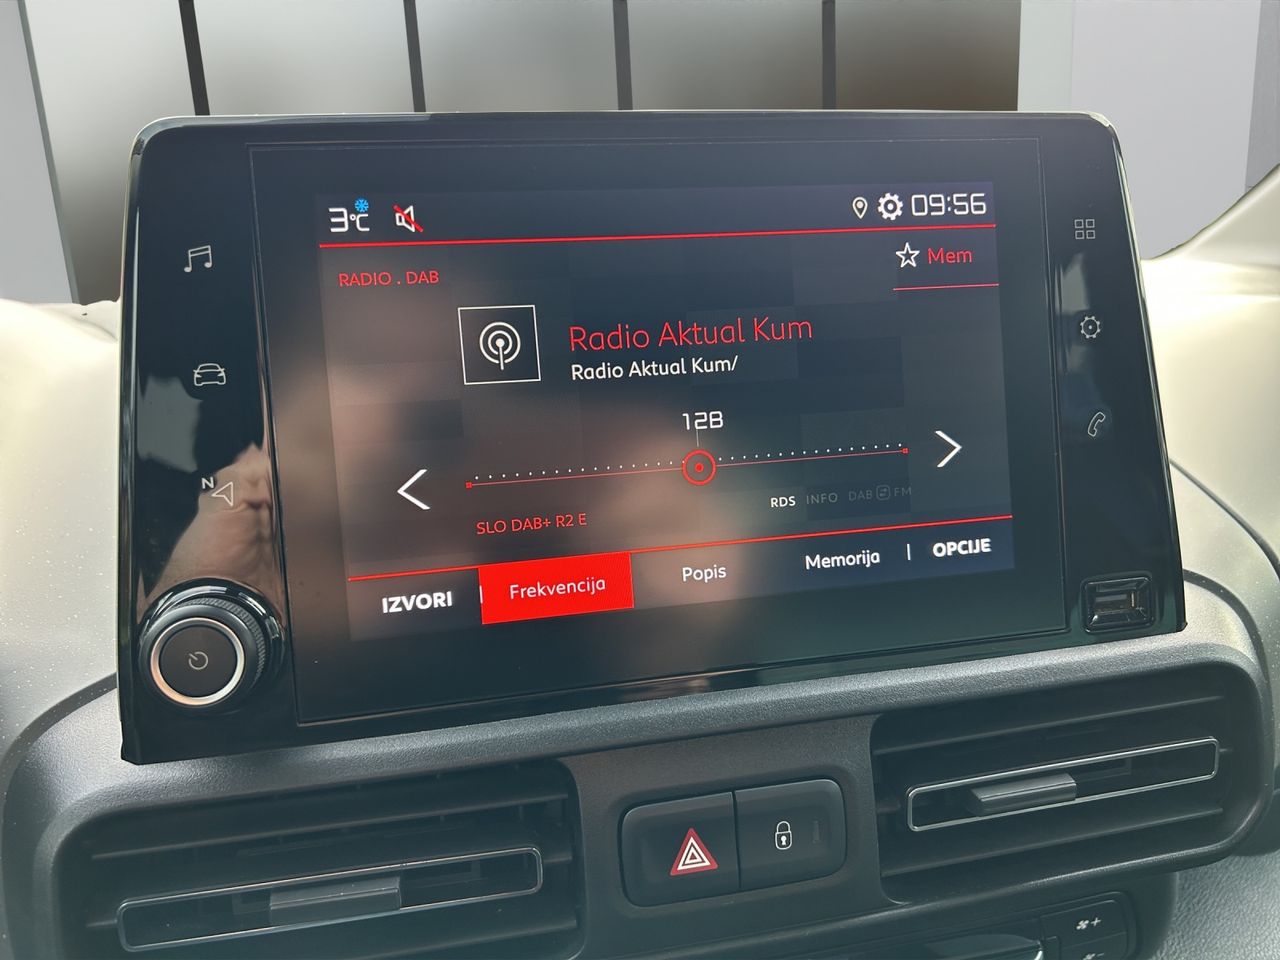 3°C
09:56
Mem
RADIO . DAB
Radio Aktual Kum
Radio Aktual Kum/
12B
N
RDS INFO DAB FM
SLO DAB+ R2 E
IZVORI Frekvencija Popis Memorija | OPCIJE